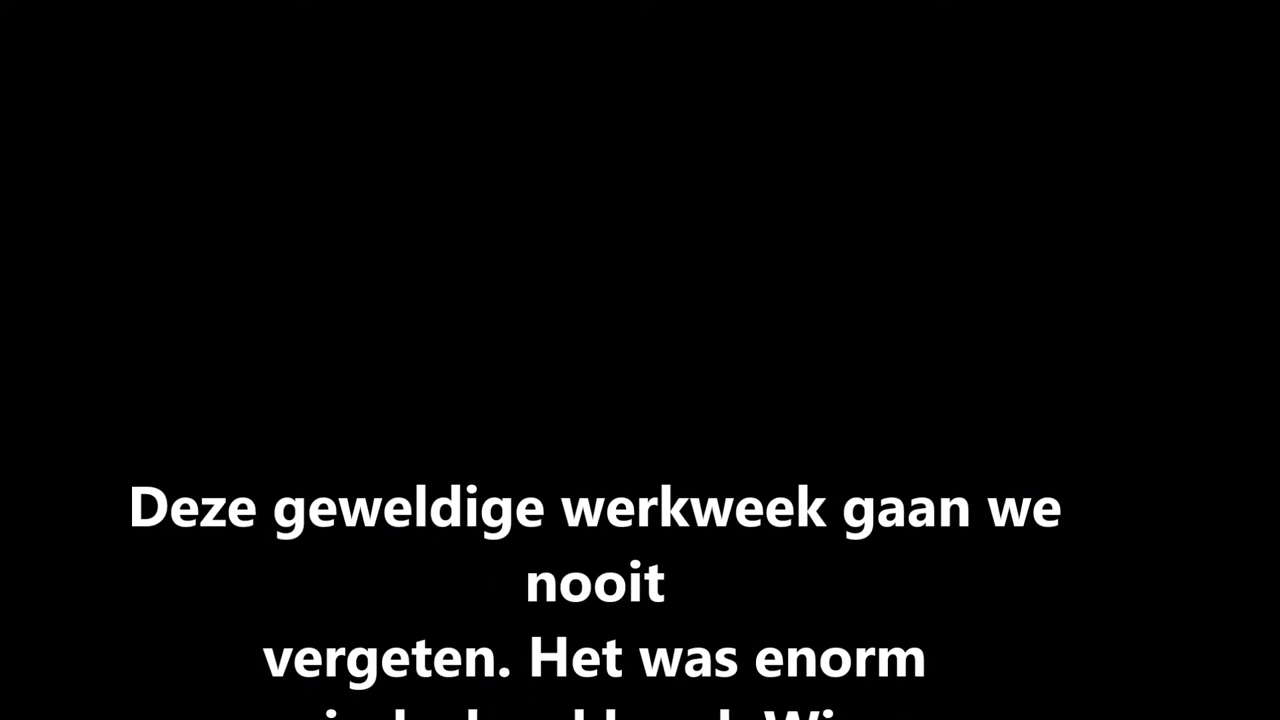 Deze geweldige werkweek gaan we
nooit
vergeten. Het was enorm